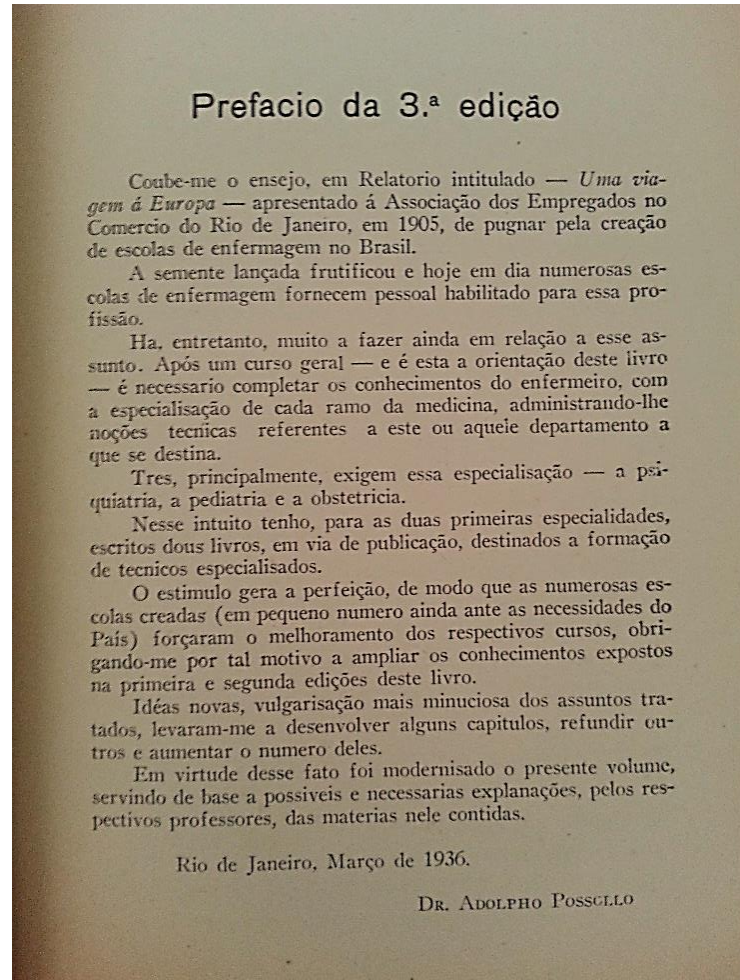 Prefacio da 3.ª edição
Coube-me o ensejo, em Relatorio intitulado — Uma via-
gem á Europa — apresentado á Associação dos Empregados no
Comercio do Rio de Janeiro, em 1905, de pugnar pela creação
de escolas de enfermagem no Brasil.
A semente lançada frutificou e hoje em dia numerosas es-
colas de enfermagem fornecem pessoal habilitado para essa pro-
fissão.
Ha, entretanto, muito a fazer ainda em relação a esse as-
sunto. Após um curso geral — e é esta a orientação deste livro
— é necessario completar os conhecimentos do enfermeiro, com
a especialisação de cada ramo da medicina, administrando-lhe
noções tecnicas referentes a este ou aquele departamento a
que se destina.
Tres, principalmente, exigem essa especialisação — a psi-
quiatria, a pediatria e a obstetricia.
Nesse intuito tenho, para as duas primeiras especialidades,
escritos dous livros, em via de publicação, destinados a formação
de tecnicos especialisados.
O estimulo gera a perfeição, de modo que as numerosas es-
colas creadas (em pequeno numero ainda ante as necessidades do
País) forçaram o melhoramento dos respectivos cursos, obri-
gando-me por tal motivo a ampliar os conhecimentos expostos
na primeira e segunda edições deste livro.
Idéas novas, vulgarisação mais minuciosa dos assuntos tra-
tados, levaram-me a desenvolver alguns capitulos, refundir ou-
tros e aumentar o numero deles.
Em virtude desse fato foi modernisado o presente volume,
servindo de base a possiveis e necessarias explanações, pelos res-
pectivos professores, das materias nele contidas.
Rio de Janeiro, Março de 1936.
Dr. Adolpho Possollo